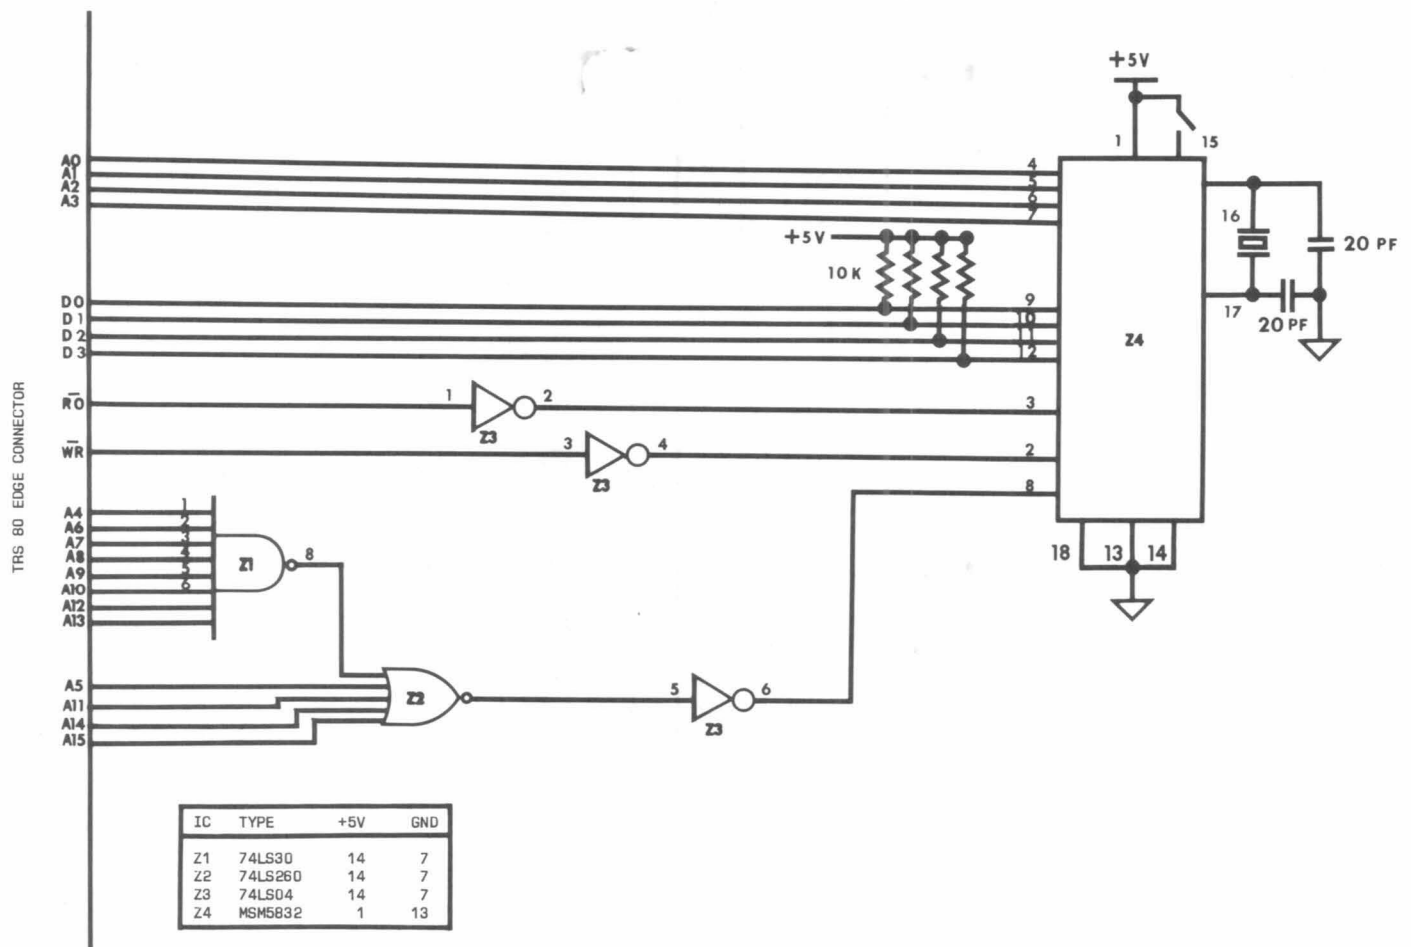 +5V
1
15
A0
A1
A2
A3
4
5
6
7
16
20 PF
+5V
10K
D0
D1
D2
D3
9
10
11
12
17
20 PF
Z4
RO
1
2
3
Z3
WR
3
4
2
Z3
8
18
13
14
TRS 80 EDGE CONNECTOR
A4
A6
A7
A8
A9
A10
A12
A13
1
2
3
4
5
6
Z1
8
A5
A11
A14
A15
Z2
5
6
Z3
IC TYPE +5V GND
Z1 74LS30 14 7
Z2 74LS260 14 7
Z3 74LS04 14 7
Z4 MSM5832 1 13